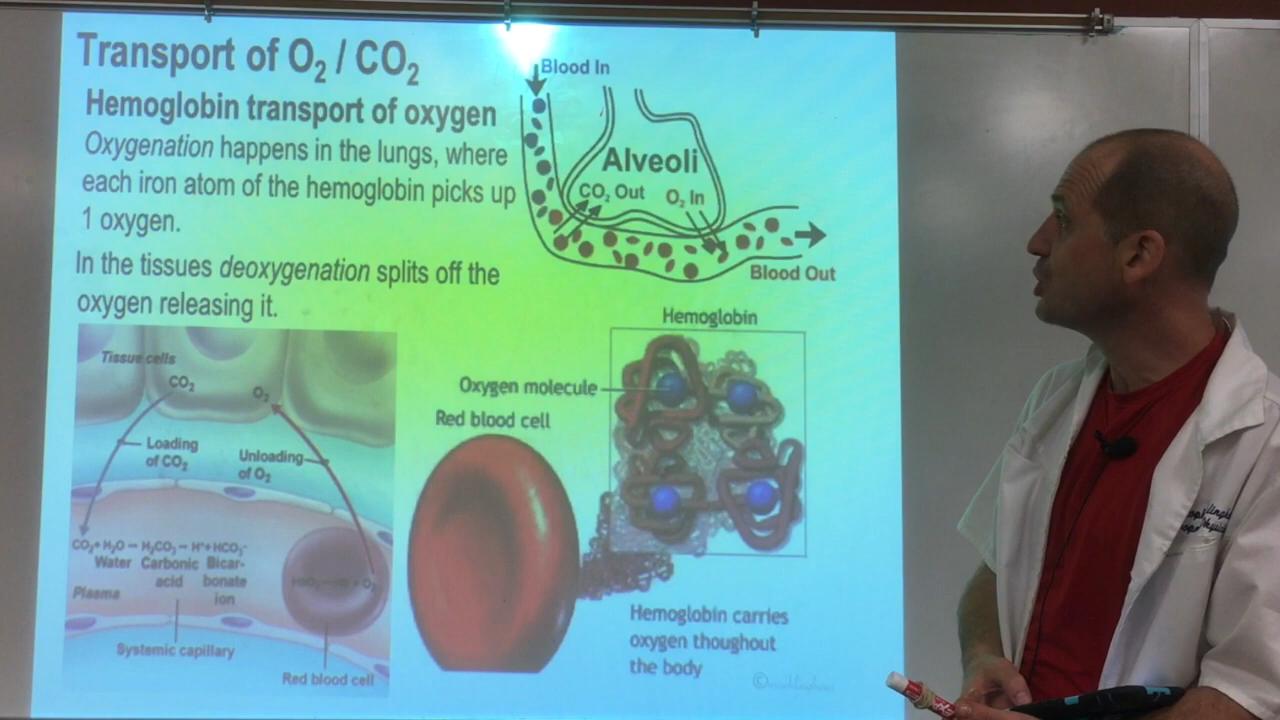 Transport of O₂ / CO₂
Hemoglobin transport of oxygen
Oxygenation happens in the lungs, where
each iron atom of the hemoglobin picks up
1 oxygen.
In the tissues deoxygenation splits off the
oxygen releasing it.
Blood In
Alveoli
CO₂ Out
O₂ In
Blood Out
Tissue cells
CO₂
O₂
Loading
of CO₂
Unloading
of O₂
CO₂+ H₂O – H₂CO₃ – H⁺+ HCO₃⁻
Water Carbonic Bicar-
acid bonate
ion
Plasma
Systemic capillary
Red blood cell
Hemoglobin
Oxygen molecule
Red blood cell
Hemoglobin carries
oxygen thoughout
the body